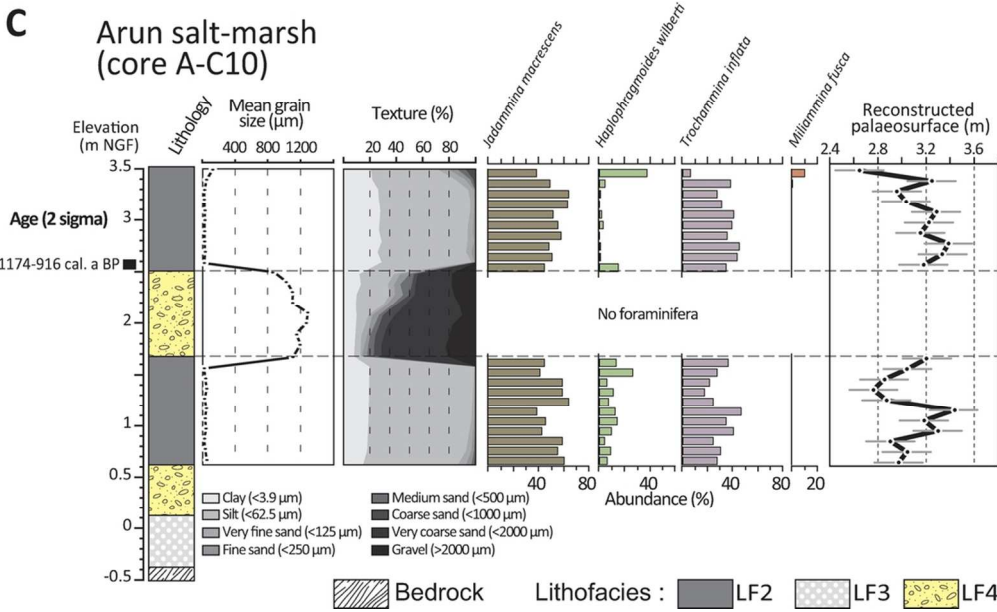 C
Arun salt-marsh
(core A-C10)
Jadammina macrescens
Haplophragmoides wilberti
Trochammina inflata
Miliammina fusca
Elevation
(m NGF)
Lithology
Mean grain
size (μm)
400 800 1200
Texture (%)
20 40 60 80
Reconstructed
palaeosurface (m)
2.4 2.8 3.2 3.6
3.5
Age (2 sigma)
3
1174-916 cal. a BP
2
No foraminifera
1
0.5
0
-0.5
40 80
40
40 80
20
Abundance (%)
Clay (<3.9 μm)
Silt (<62.5 μm)
Very fine sand (<125 μm)
Fine sand (<250 μm)
Medium sand (<500 μm)
Coarse sand (<1000 μm)
Very coarse sand (<2000 μm)
Gravel (>2000 μm)
Bedrock
Lithofacies :
LF2
LF3
LF4